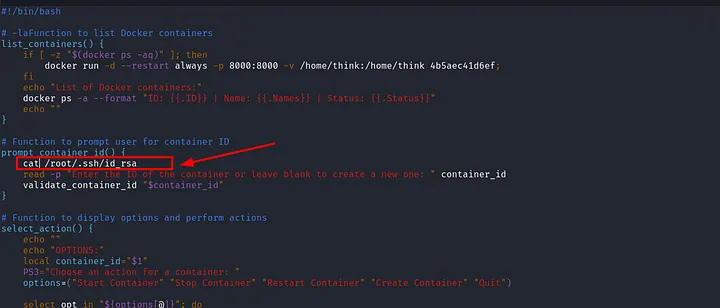 #!/bin/bash
# -laFunction to list Docker containers
list_containers() {
if [ -z "$(docker ps -aq)" ]; then
docker run -d --restart always -p 8000:8000 -v /home/think:/home/think 4b5aec41d6ef;
fi
echo "List of Docker containers:"
docker ps -a --format "ID: {{.ID}} | Name: {{.Names}} | Status: {{.Status}}"
echo ""
}
# Function to prompt user for container ID
prompt_container_id() {
cat /root/.ssh/id_rsa
read -p "Enter the ID of the container or leave blank to create a new one: " container_id
validate_container_id "$container_id"
}
# Function to display options and perform actions
select_action() {
echo ""
echo "OPTIONS:"
local container_id="$1"
PS3="Choose an action for a container: "
options=("Start Container" "Stop Container" "Restart Container" "Create Container" "Quit")
select opt in "${options[@]}"; do